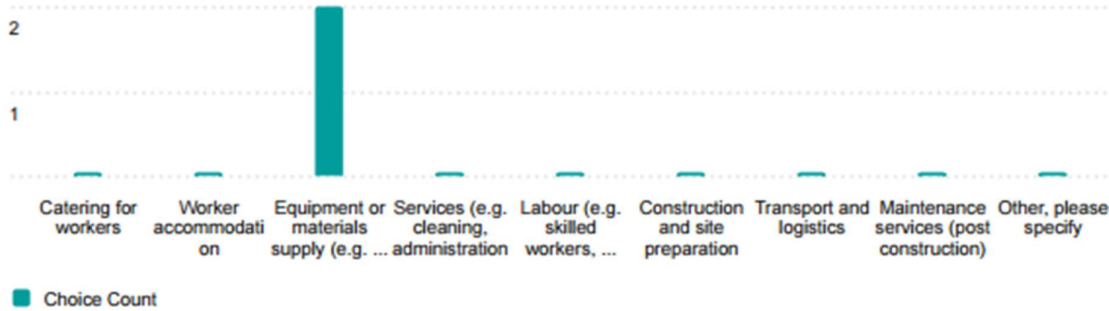 2
1
Catering for
workers
Worker
accommodati
on
Equipment or
materials
supply (e.g. ...
Services (e.g.
cleaning,
administration
Labour (e.g.
skilled
workers, ...
Construction
and site
preparation
Transport and
logistics
Maintenance
services (post
construction)
Other, please
specify
Choice Count